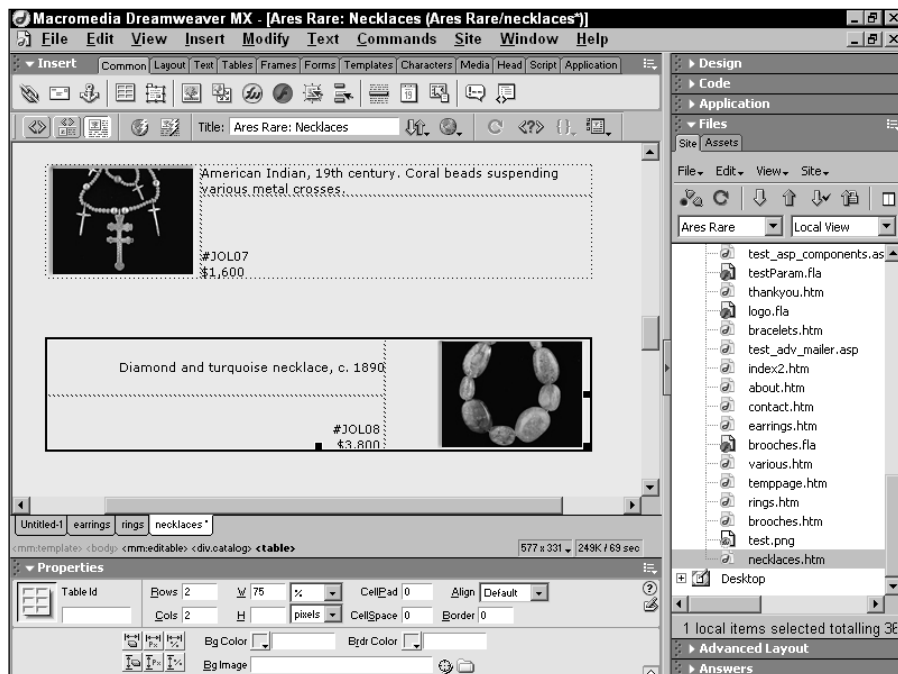 Macromedia Dreamweaver MX - [Ares Rare: Necklaces (Ares Rare/necklaces*)]
File Edit View Insert Modify Text Commands Site Window Help
Insert Common Layout Text Tables Frames Forms Templates Characters Media Head Script Application
Title: Ares Rare: Necklaces
American Indian, 19th century. Coral beads suspending
various metal crosses.
#JOL07
$1,600
Diamond and turquoise necklace, c. 1890
#JOL08
$3,800
Untitled-1 earrings rings necklaces*
<mm:template> <body> <mm:editable> <div.catalog> <table> 577 x 331 249K / 69 sec
Properties
Table Id Rows 2 W 75 % CellPad 0 Align Default
Cols 2 H pixels CellSpace 0 Border 0
Bg Color Brdr Color
Bg Image
Design
Code
Application
Files
Site Assets
File Edit View Site
Ares Rare Local View
test_asp_components.as
testParam.fla
thankyou.htm
logo.fla
bracelets.htm
test_adv_mailer.asp
index2.htm
about.htm
contact.htm
earrings.htm
brooches.fla
various.htm
temppage.htm
rings.htm
brooches.htm
test.png
necklaces.htm
Desktop
1 local items selected totalling 36
Advanced Layout
Answers